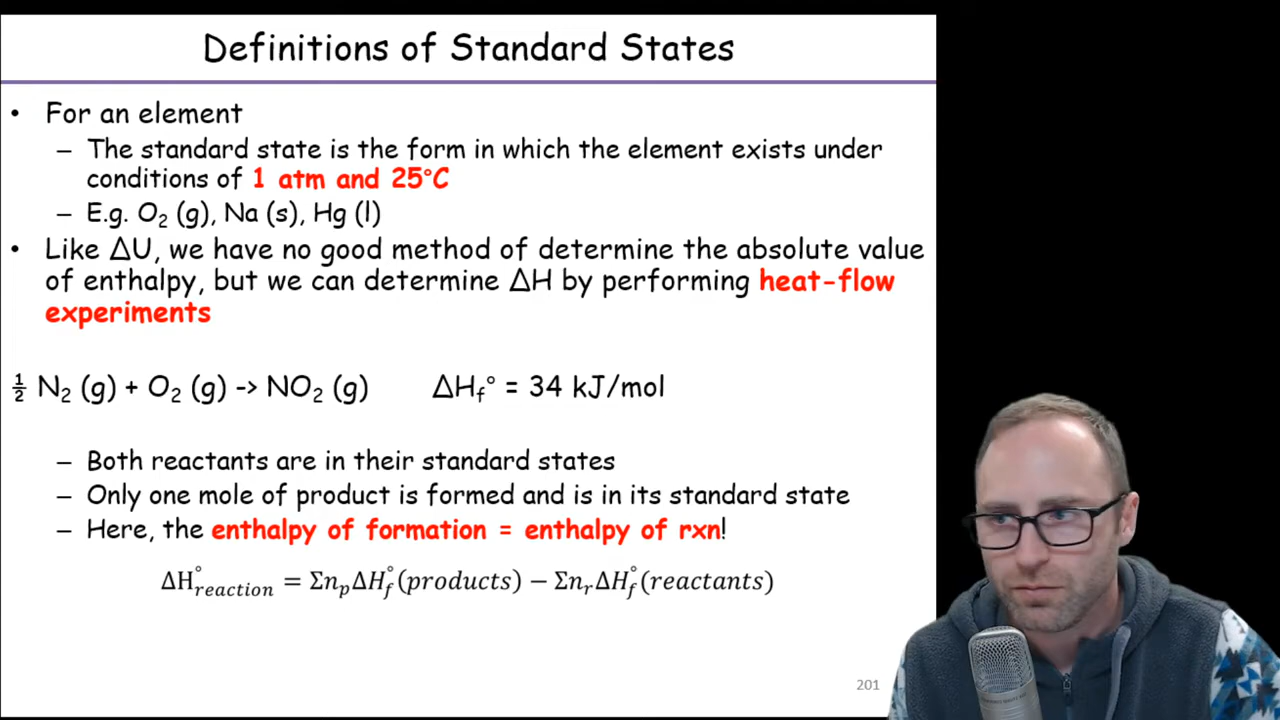 Definitions of Standard States
• For an element
– The standard state is the form in which the element exists under
conditions of 1 atm and 25°C
– E.g. O₂ (g), Na (s), Hg (l)
• Like ΔU, we have no good method of determine the absolute value
of enthalpy, but we can determine ΔH by performing heat-flow
experiments
½ N₂ (g) + O₂ (g) -> NO₂ (g) ΔH_f° = 34 kJ/mol
– Both reactants are in their standard states
– Only one mole of product is formed and is in its standard state
– Here, the enthalpy of formation = enthalpy of rxn!
ΔH°_reaction = Σn_pΔH_f°(products) − Σn_rΔH_f°(reactants)
201